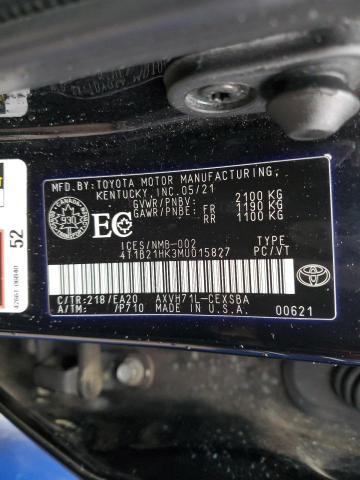 MFD.BY:TOYOTA MOTOR MANUFACTURING,
KENTUCKY, INC.05/21
GVWR/PNBV: 2100 KG
GAWR/PNBE: FR 1190 KG
RR 1100 KG
930
EC
ICES/NMB-002 TYPE
4T1B21HK3MU015827 PC/VT
C/TR:218/EA20 AXVH71L-CEXSBA
A/TM: /P710 MADE IN U.S.A. 00621
52